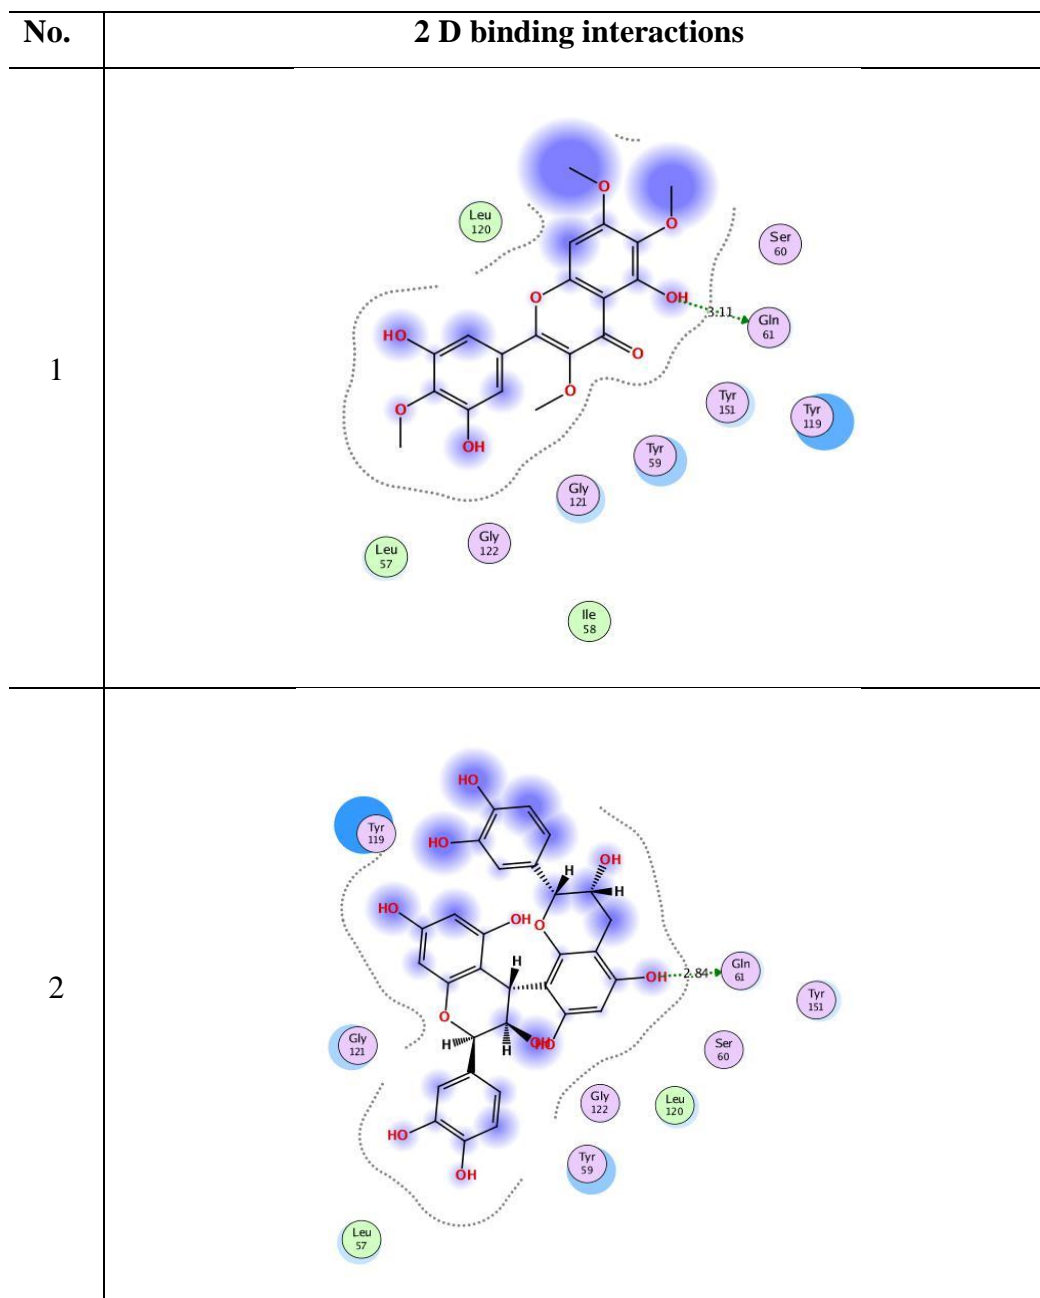 No. 2 D binding interactions
1
O
O
Leu
120
Ser
60
O
OH
3.11
Gln
61
HO
O
O
O
Tyr
151
Tyr
119
OH
Tyr
59
Gly
121
Gly
122
Leu
57
Ile
58
2
HO
Tyr
119
HO
OH
H
H
HO
OH
O
H
OH
2.84
Gln
61
Tyr
151
O
H
H
OH
HO
Gly
121
Ser
60
Gly
122
Leu
120
HO
OH
Tyr
59
Leu
57